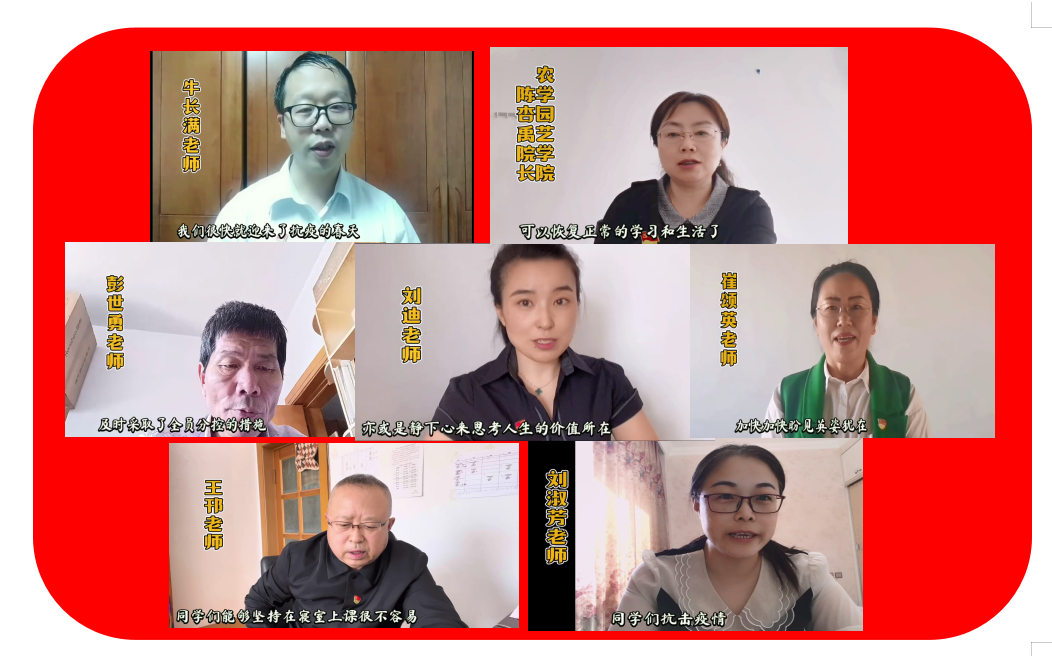 牛长满老师
我们很快就迎来了抗疫的春天
农学园艺学院
陈杏禹院长
可以恢复正常的学习和生活了
彭世勇老师
及时采取了全员分控的措施
刘迪老师
亦或是静下心来思考人生的价值所在
崔颂英老师
加快加快盼见英姿犹在
王邗老师
同学们能够坚持在寝室上课很不容易
刘淑芳老师
同学们抗击疫情